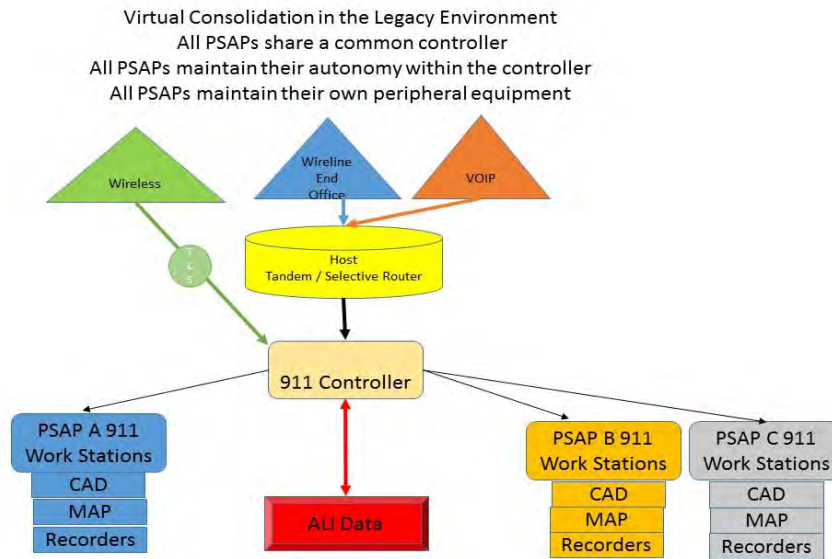 Virtual Consolidation in the Legacy Environment
All PSAPs share a common controller
All PSAPs maintain their autonomy within the controller
All PSAPs maintain their own peripheral equipment
Wireless
Wireline
End
Office
VOIP
T
C
S
Host
Tandem / Selective Router
911 Controller
PSAP A 911
Work Stations
CAD
MAP
Recorders
ALI Data
PSAP B 911
Work Stations
CAD
MAP
Recorders
PSAP C 911
Work Stations
CAD
MAP
Recorders